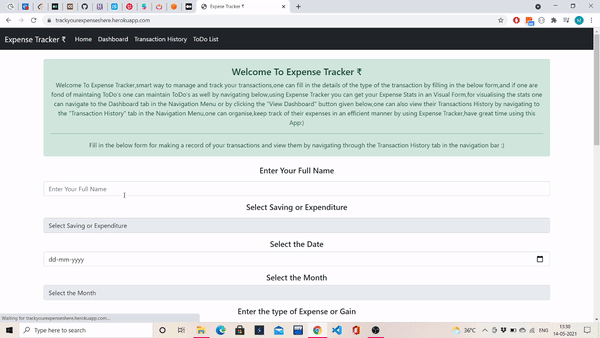 Expense Tracker ₹
trackyourexpenseshere.herokuapp.com
Expense Tracker ₹ Home Dashboard Transaction History ToDo List
Welcome To Expense Tracker ₹
Welcome To Expense Tracker,smart way to manage and track your transactions,one can fill in the details of the type of the transaction by filling in the below form,and if one are
fond of maintaing ToDo's one can maintain ToDo's as well by navigating below,using Expense Tracker you can get your Expense Stats in an Visual Form,for visualising the stats one
can navigate to the Dashboard tab in the Navigation Menu or by clicking the "View Dashboard" button given below,one can also view their Transactions History by navigating to
the "Transaction History" tab in the Navigation Menu,one can organise,keep track of their expenses in an efficient manner by using Expense Tracker,have great time using this
App:)
Fill in the below form for making a record of your transactions and view them by navigating through the Transaction History tab in the navigation bar :)
Enter Your Full Name
Enter Your Full Name
Select Saving or Expenditure
Select Saving or Expenditure
Select the Date
dd-mm-yyyy
Select the Month
Select the Month
Enter the type of Expense or Gain
Waiting for trackyourexpenseshere.herokuapp.com...
Type here to search
36°C
ENG
13:30
14-05-2021